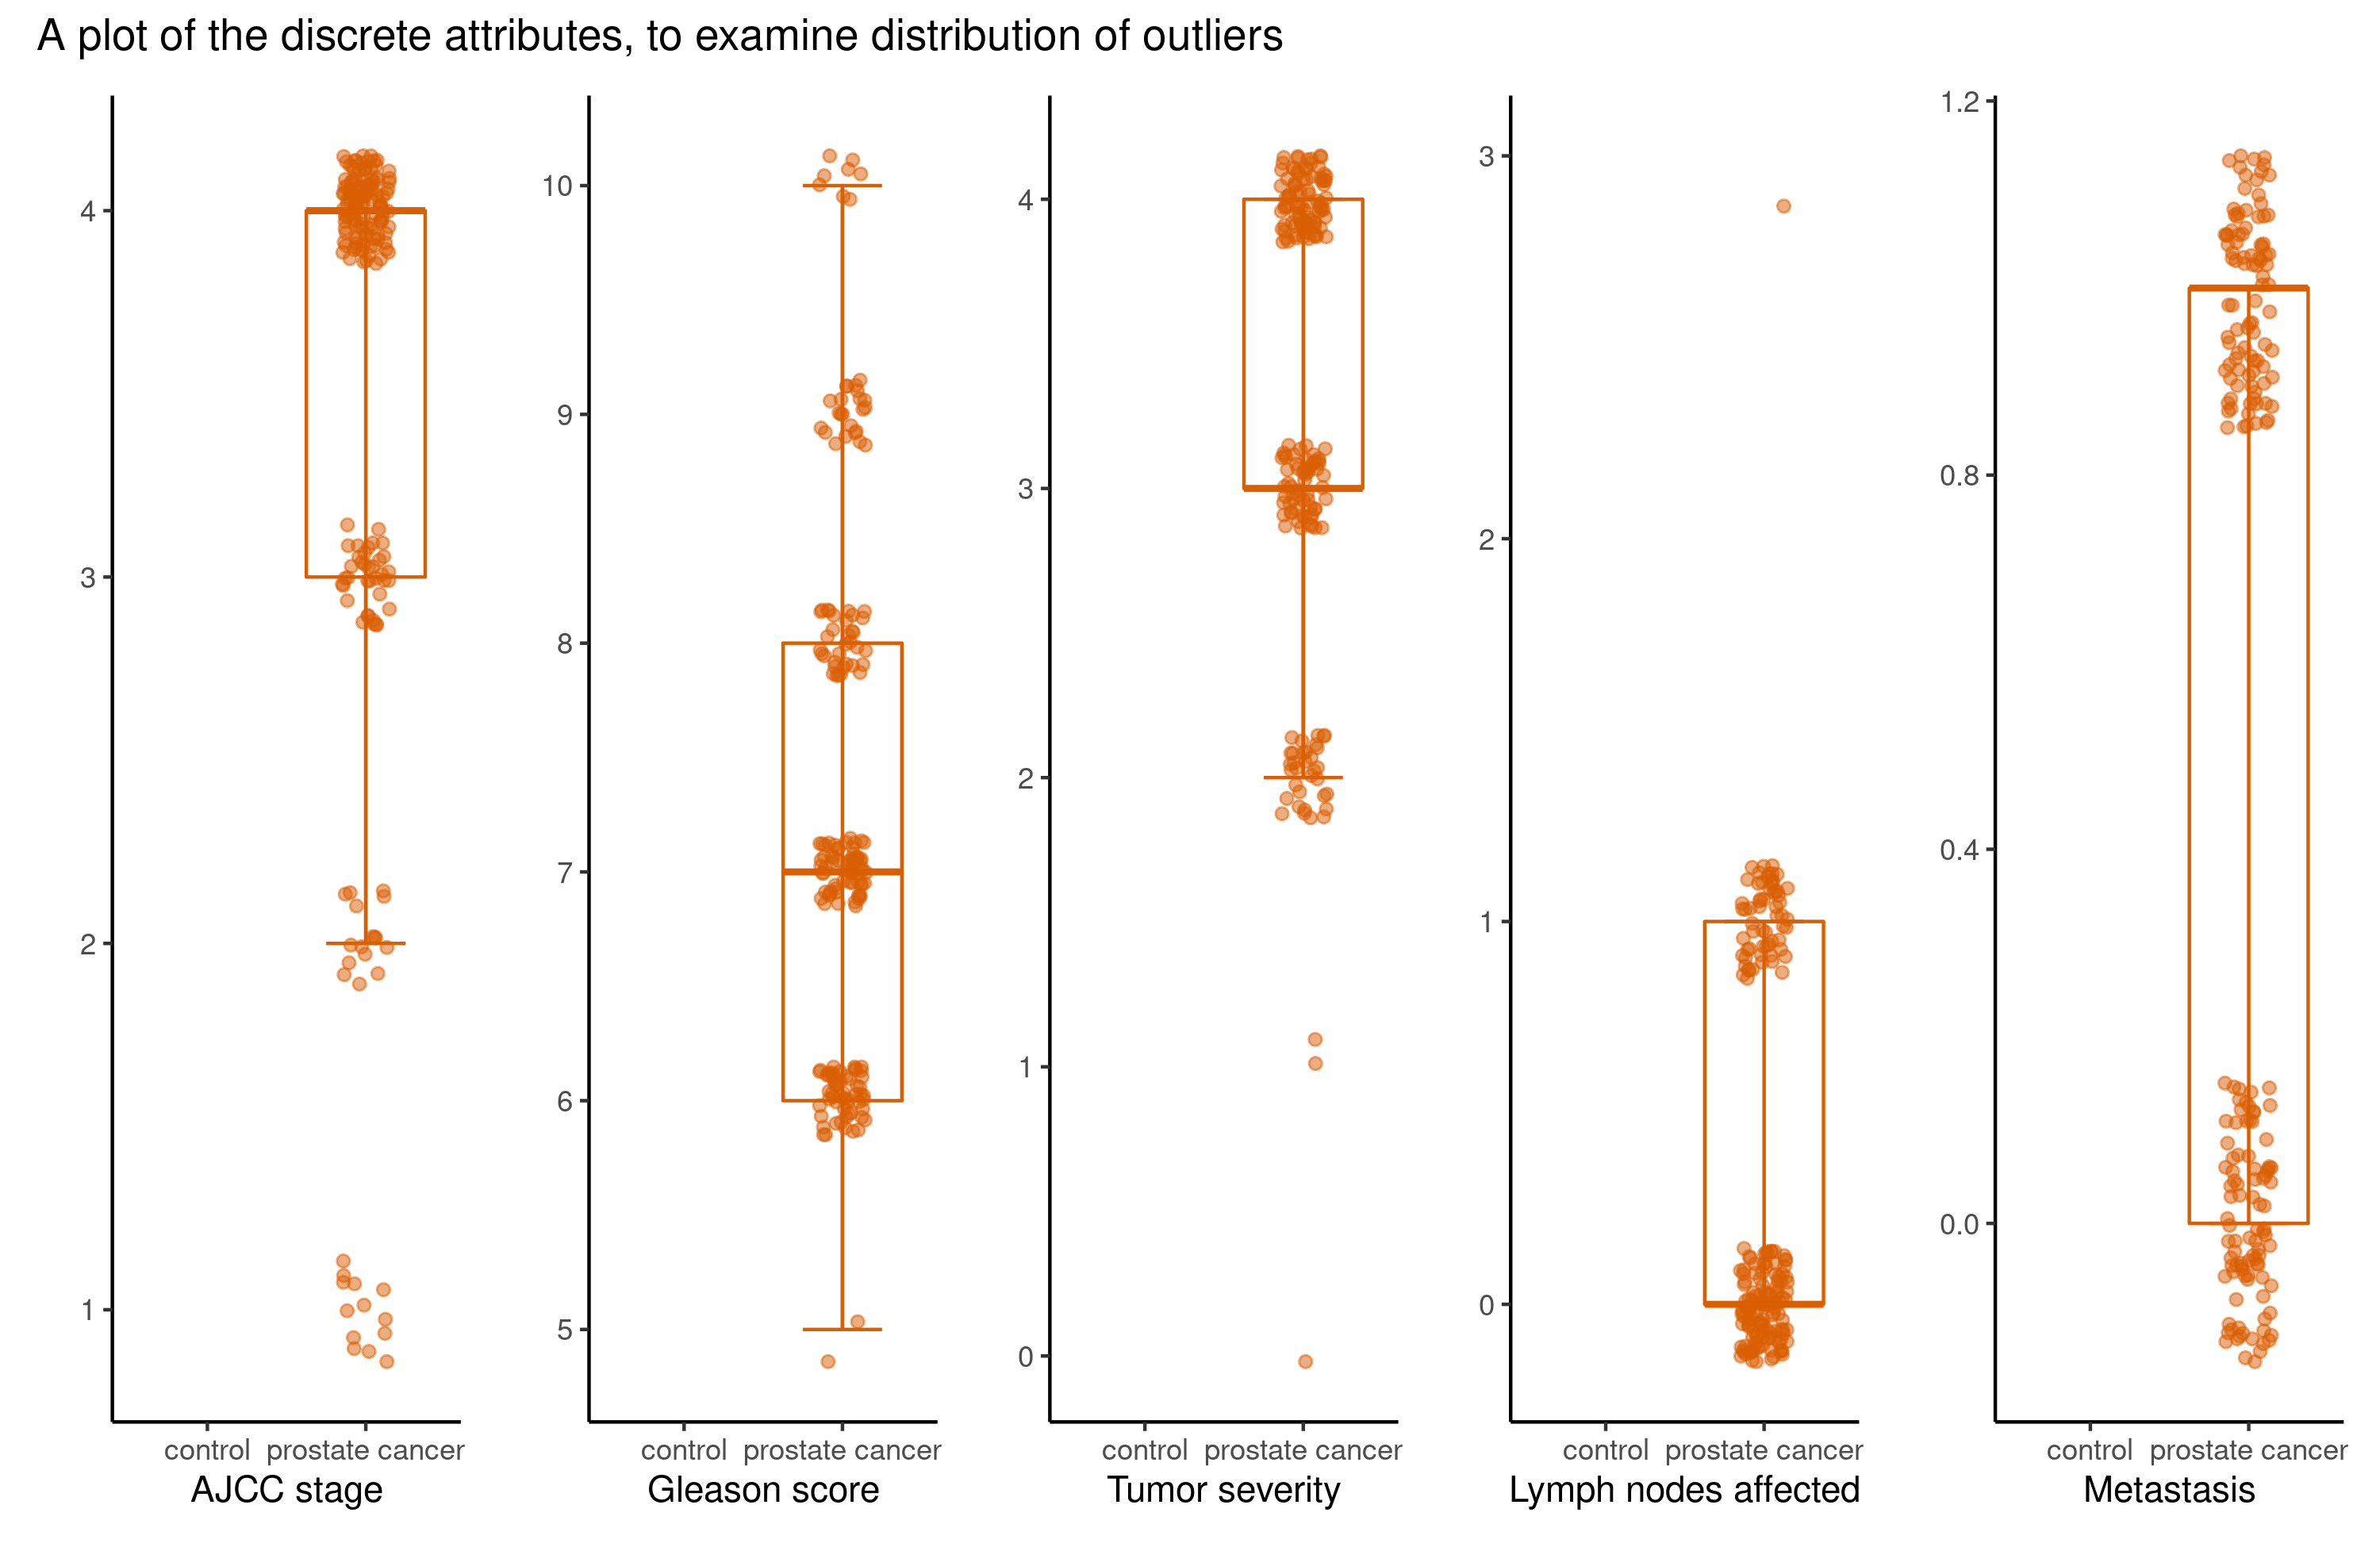 A plot of the discrete attributes, to examine distribution of outliers
4
3
2
1
control prostate cancer
AJCC stage
10
9
8
7
6
5
control prostate cancer
Gleason score
4
3
2
1
0
control prostate cancer
Tumor severity
3
2
1
0
control prostate cancer
Lymph nodes affected
1.2
0.8
0.4
0.0
control prostate cancer
Metastasis